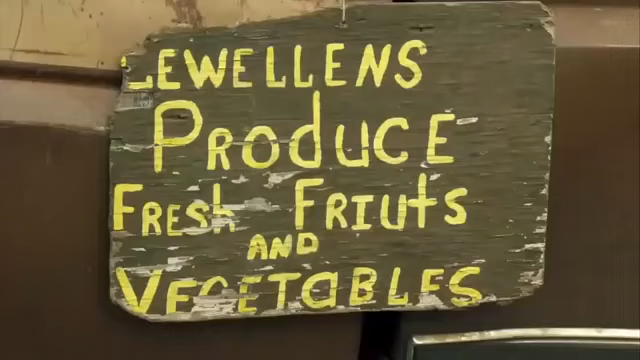 LEWELLENS
PRODUCE
FRESH FRIUtS
AND
VEGETABLES